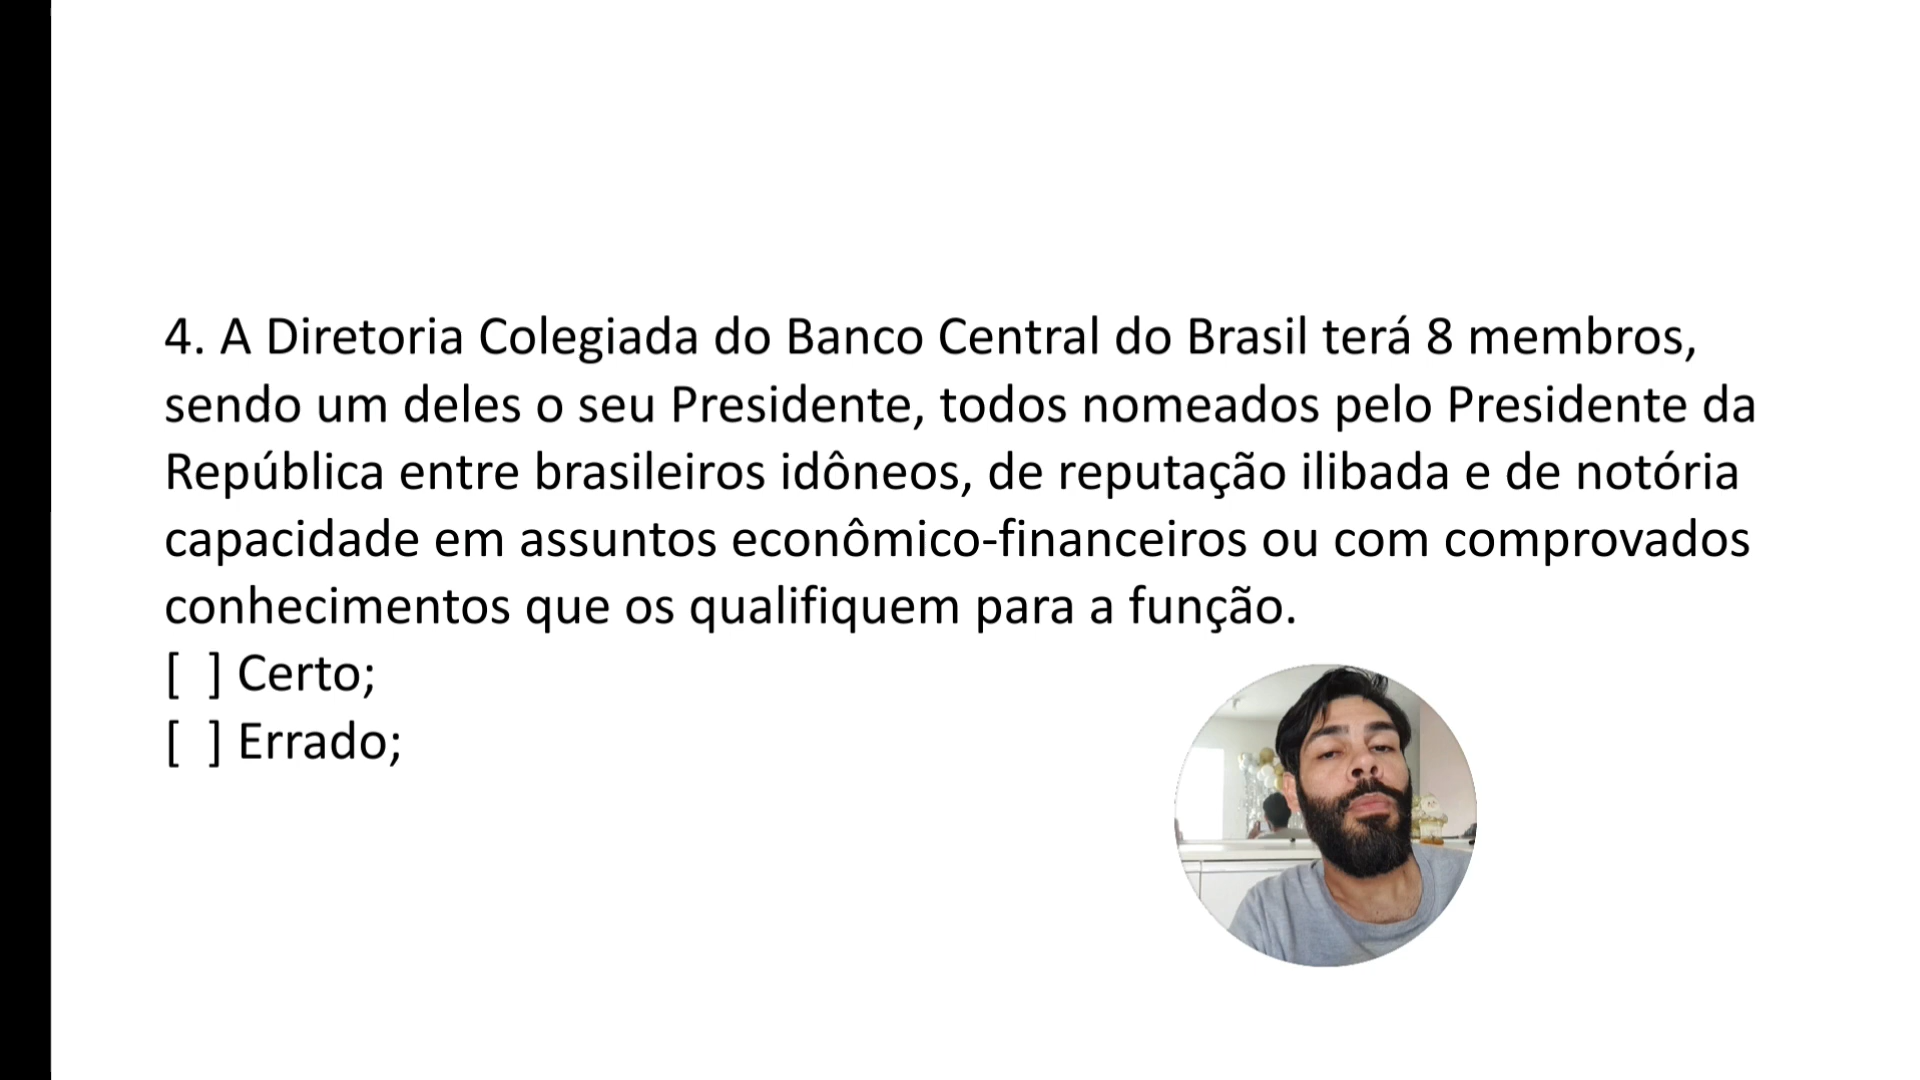 4. A Diretoria Colegiada do Banco Central do Brasil terá 8 membros,
sendo um deles o seu Presidente, todos nomeados pelo Presidente da
República entre brasileiros idôneos, de reputação ilibada e de notória
capacidade em assuntos econômico-financeiros ou com comprovados
conhecimentos que os qualifiquem para a função.
[ ] Certo;
[ ] Errado;